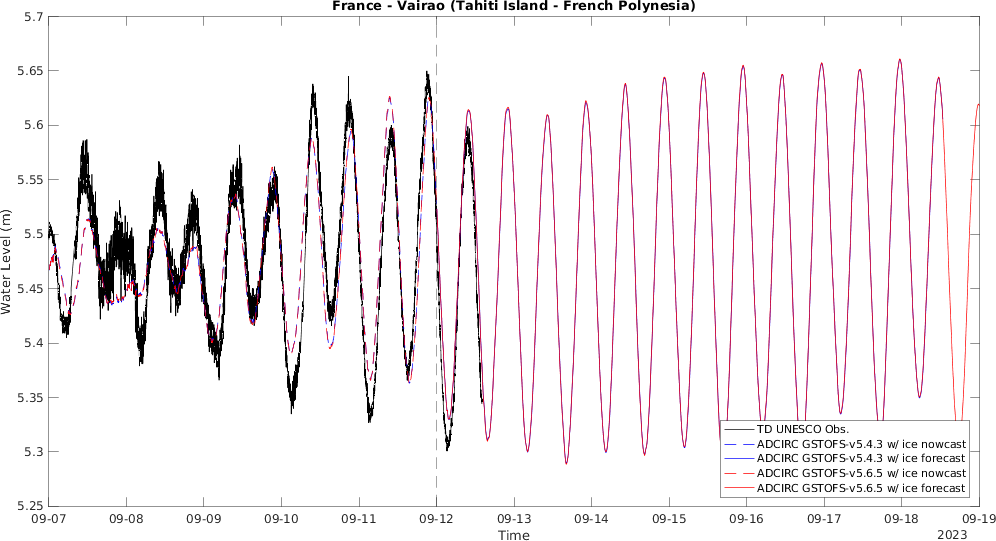 France - Vairao (Tahiti Island - French Polynesia)
5.7
5.65
5.6
5.55
5.5
5.45
5.4
5.35
5.3
5.25
Water Level (m)
TD UNESCO Obs.
ADCIRC GSTOFS-v5.4.3 w/ ice nowcast
ADCIRC GSTOFS-v5.4.3 w/ ice forecast
ADCIRC GSTOFS-v5.6.5 w/ ice nowcast
ADCIRC GSTOFS-v5.6.5 w/ ice forecast
09-07 09-08 09-09 09-10 09-11 09-12 09-13 09-14 09-15 09-16 09-17 09-18 09-19
Time
2023